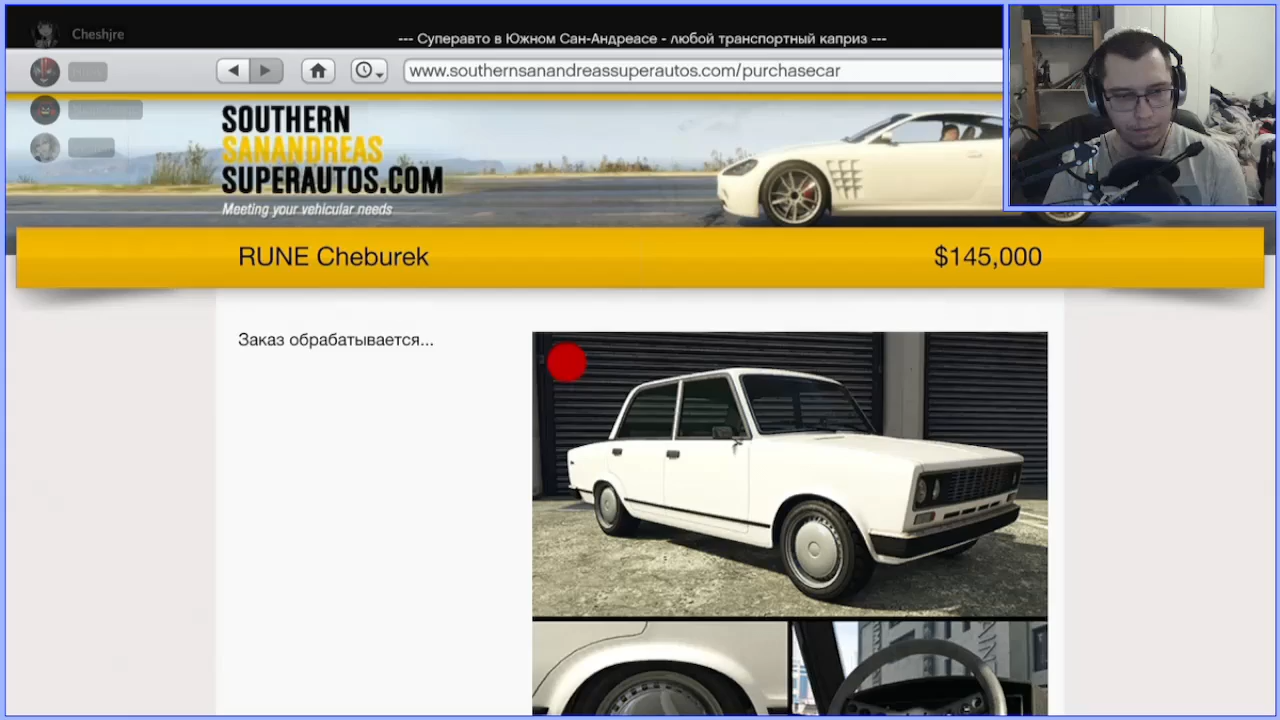 Cheshjre
--- Суперавто в Южном Сан-Андреасе - любой транспортный каприз ---
www.southernsanandreassuperautos.com/purchasecar
SOUTHERN
SANANDREAS
SUPERAUTOS.COM
Meeting your vehicular needs
RUNE Cheburek
$145,000
Заказ обрабатывается...